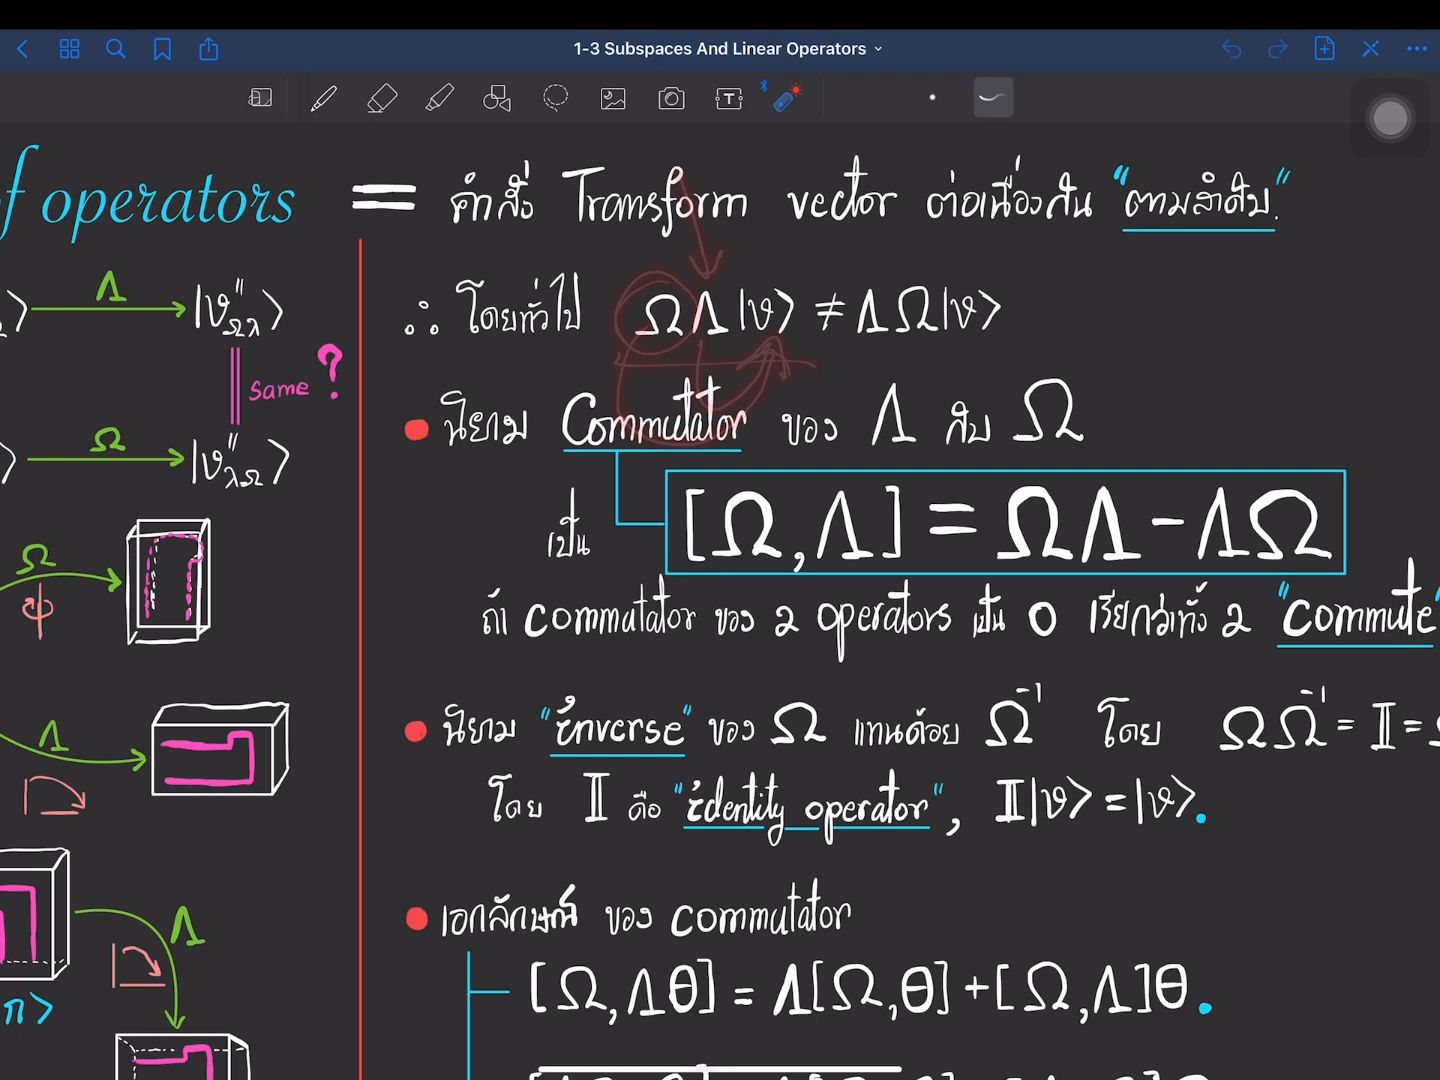 1-3 Subspaces And Linear Operators
T
of operators = คำสั่ง Transform vector ต่อเนื่องกัน "ตามลำดับ"
Λ |v''ΩΛ⟩
∴ โดยทั่วไป ΩΛ|v⟩ ≠ ΛΩ|v⟩
Same ?
Ω |v''ΛΩ⟩
• นิยาม Commutator ของ Λ กับ Ω
เป็น [Ω,Λ] = ΩΛ-ΛΩ
Ω
ถ้า commutator ของ 2 operators เป็น 0 เรียกว่าทั้ง 2 "commute"
Λ
• นิยาม "inverse" ของ Ω แทนด้วย Ω⁻¹ โดย ΩΩ⁻¹ = 𝕀 =
โดย 𝕀 คือ "identity operator", 𝕀|v⟩ = |v⟩.
• เอกลักษณ์ ของ commutator
Λ
[Ω,Λθ] = Λ[Ω,θ]+[Ω,Λ]θ.